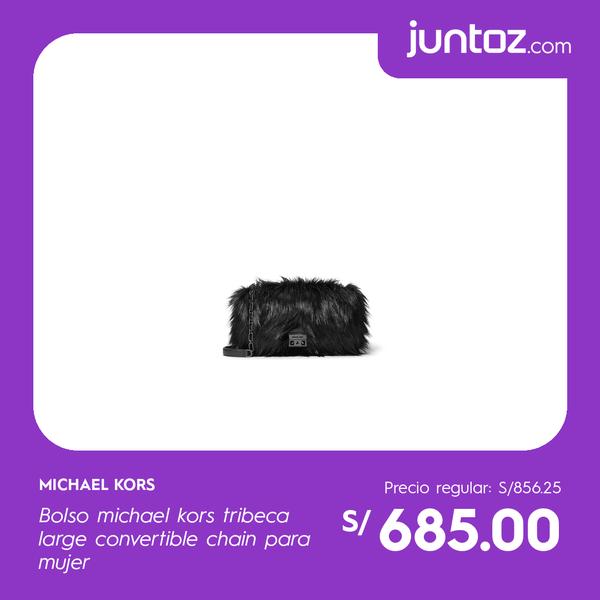 juntoz.com
MICHAEL KORS
Bolso michael kors tribeca
large convertible chain para
mujer
Precio regular: S/856.25
S/ 685.00